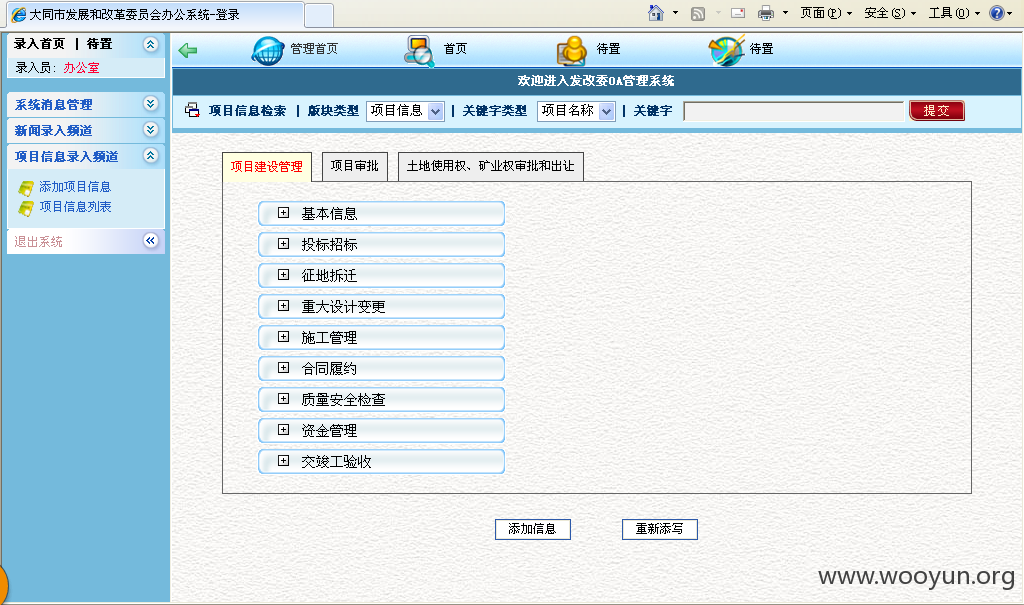 大同市发展和改革委员会办公系统-登录
页面(P) 安全(S) 工具(O)
录入首页 | 待置
录入员: 办公室
系统消息管理
新闻录入频道
项目信息录入频道
添加项目信息
项目信息列表
退出系统
管理首页 首页 待置 待置
欢迎进入发改委OA管理系统
项目信息检索 | 版块类型 项目信息 | 关键字类型 项目名称 | 关键字 提交
项目建设管理 项目审批 土地使用权、矿业权审批和出让
基本信息
投标招标
征地拆迁
重大设计变更
施工管理
合同履约
质量安全检查
资金管理
交竣工验收
添加信息 重新添写
www.wooyun.org